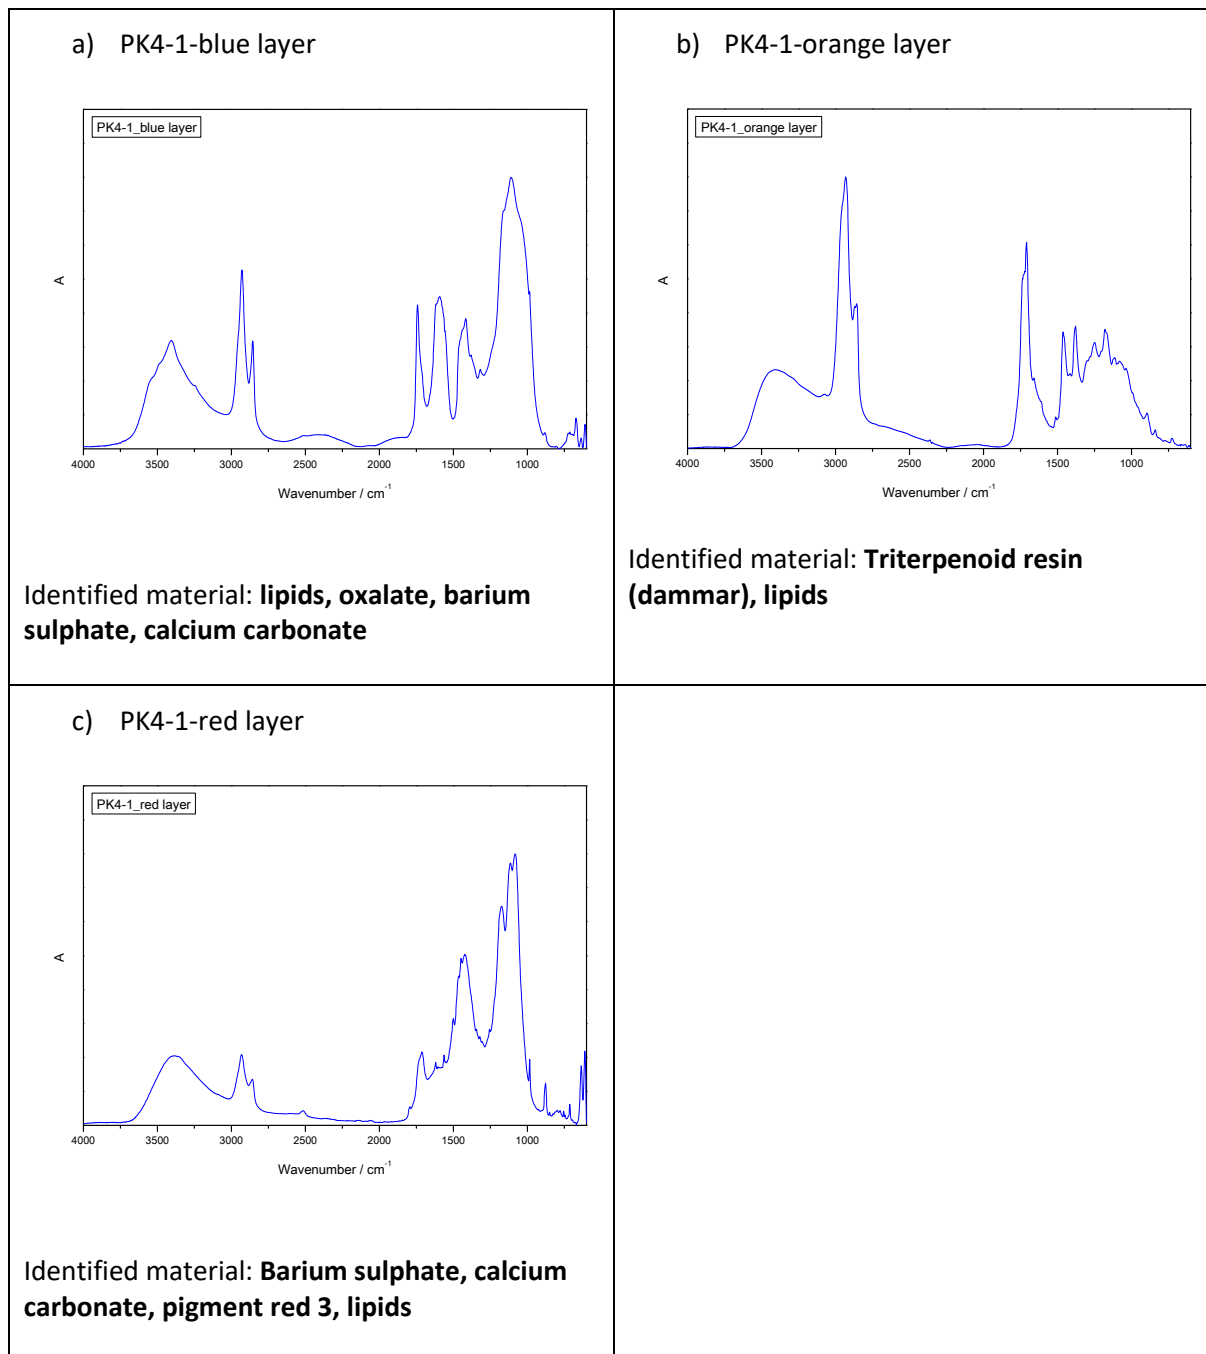 a) PK4-1-blue layer
PK4-1_blue layer
A
4000 3500 3000 2500 2000 1500 1000
Wavenumber / cm-1
Identified material: lipids, oxalate, barium
sulphate, calcium carbonate
b) PK4-1-orange layer
PK4-1_orange layer
A
4000 3500 3000 2500 2000 1500 1000
Wavenumber / cm-1
Identified material: Triterpenoid resin
(dammar), lipids
c) PK4-1-red layer
PK4-1_red layer
A
4000 3500 3000 2500 2000 1500 1000
Wavenumber / cm-1
Identified material: Barium sulphate, calcium
carbonate, pigment red 3, lipids